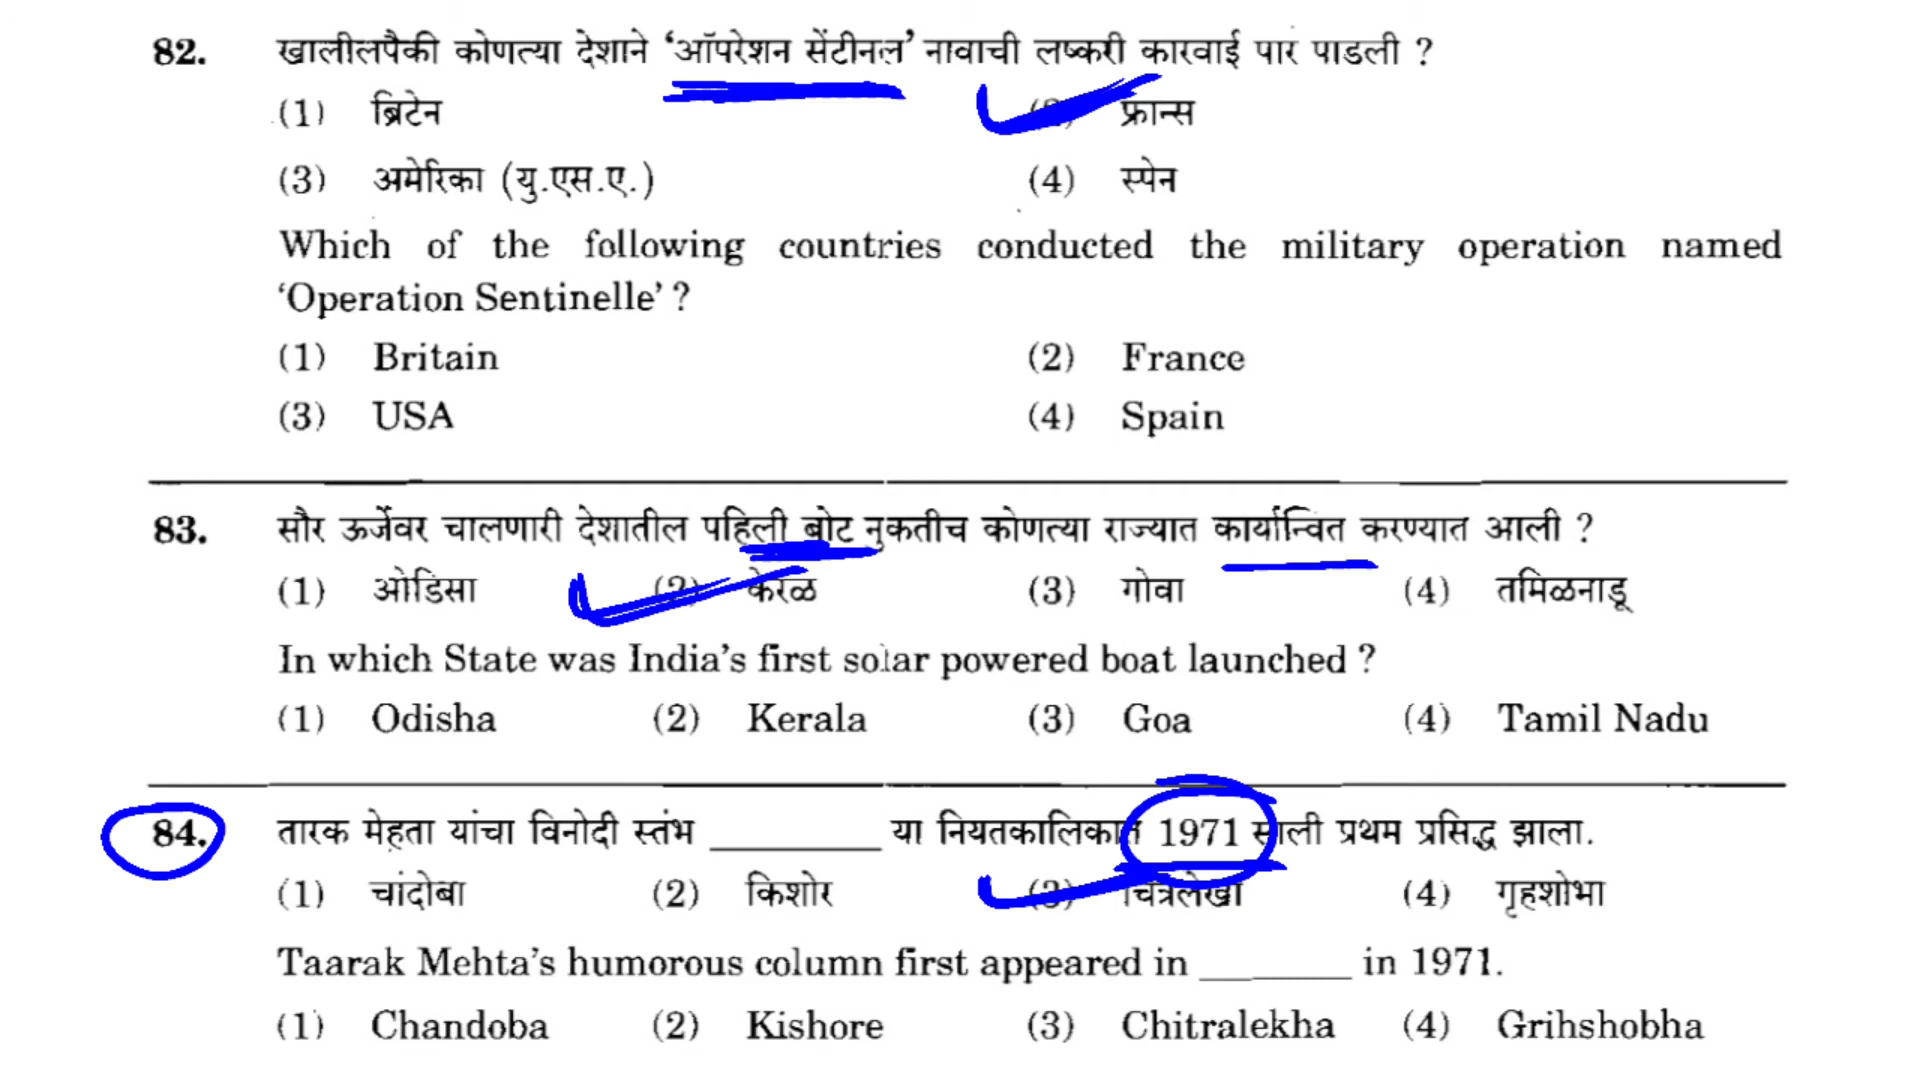 82. खालीलपैकी कोणत्या देशाने ‘ऑपरेशन सेंटीनल’ नावाची लष्करी कारवाई पार पाडली ?
(1) ब्रिटेन (2) फ्रान्स
(3) अमेरिका (यु.एस.ए.) (4) स्पेन
Which of the following countries conducted the military operation named
‘Operation Sentinelle’ ?
(1) Britain (2) France
(3) USA (4) Spain
83. सौर ऊर्जेवर चालणारी देशातील पहिली बोट नुकतीच कोणत्या राज्यात कार्यान्वित करण्यात आली ?
(1) ओडिसा (2) केरळ (3) गोवा (4) तमिळनाडू
In which State was India’s first solar powered boat launched ?
(1) Odisha (2) Kerala (3) Goa (4) Tamil Nadu
84. तारक मेहता यांचा विनोदी स्तंभ ________ या नियतकालिकात 1971 साली प्रथम प्रसिद्ध झाला.
(1) चांदोबा (2) किशोर (3) चित्रलेखा (4) गृहशोभा
Taarak Mehta’s humorous column first appeared in ________ in 1971.
(1) Chandoba (2) Kishore (3) Chitralekha (4) Grihshobha